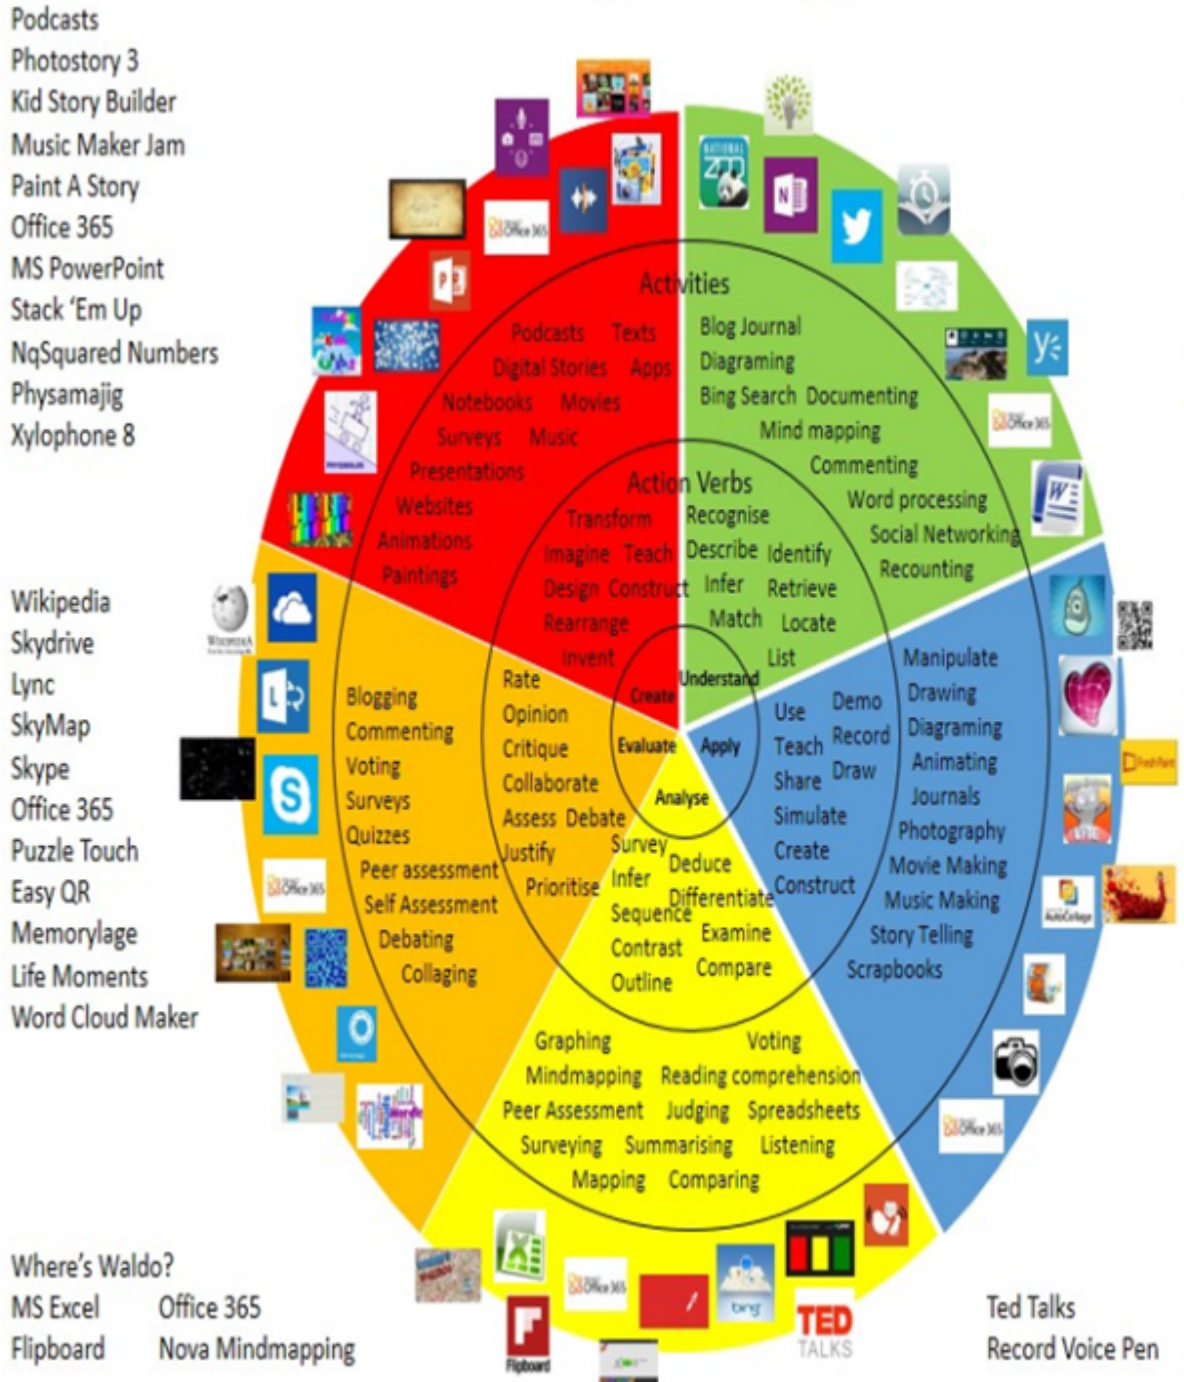 Podcasts
Photostory 3
Kid Story Builder
Music Maker Jam
Paint A Story
Office 365
MS PowerPoint
Stack ‘Em Up
NqSquared Numbers
Physamajig
Xylophone 8
Wikipedia
Skydrive
Lync
SkyMap
Skype
Office 365
Puzzle Touch
Easy QR
Memorylage
Life Moments
Word Cloud Maker
Where’s Waldo?
MS Excel Office 365
Flipboard Nova Mindmapping
Ted Talks
Record Voice Pen
Activities
Podcasts Texts
Digital Stories Apps
Notebooks Movies
Surveys Music
Presentations
Websites
Animations
Paintings
Blog Journal
Diagraming
Bing Search Documenting
Mind mapping
Commenting
Word processing
Social Networking
Recounting
Action Verbs
Transform
Imagine Teach
Design Construct
Rearrange
Invent
Recognise
Describe Identify
Infer Retrieve
Match Locate
List
Create
Understand
Evaluate
Apply
Analyse
Rate
Opinion
Critique
Collaborate
Assess Debate
Justify
Prioritise
Blogging
Commenting
Voting
Surveys
Quizzes
Peer assessment
Self Assessment
Debating
Collaging
Use Demo
Teach Record
Share Draw
Simulate
Create
Construct
Manipulate
Drawing
Diagraming
Animating
Journals
Photography
Movie Making
Music Making
Story Telling
Scrapbooks
Survey Deduce
Infer Differentiate
Sequence Examine
Contrast Compare
Outline
Graphing Voting
Mindmapping Reading comprehension
Peer Assessment Judging Spreadsheets
Surveying Summarising Listening
Mapping Comparing
NATIONAL
ZOO
N
Office 365
P
Office 365
W
WIKIPEDIA
L
S
Office 365
Wordle
FreshPaint
AutoCollage
Office 365
X
Office 365
bing
Flipboard
TED
TALKS